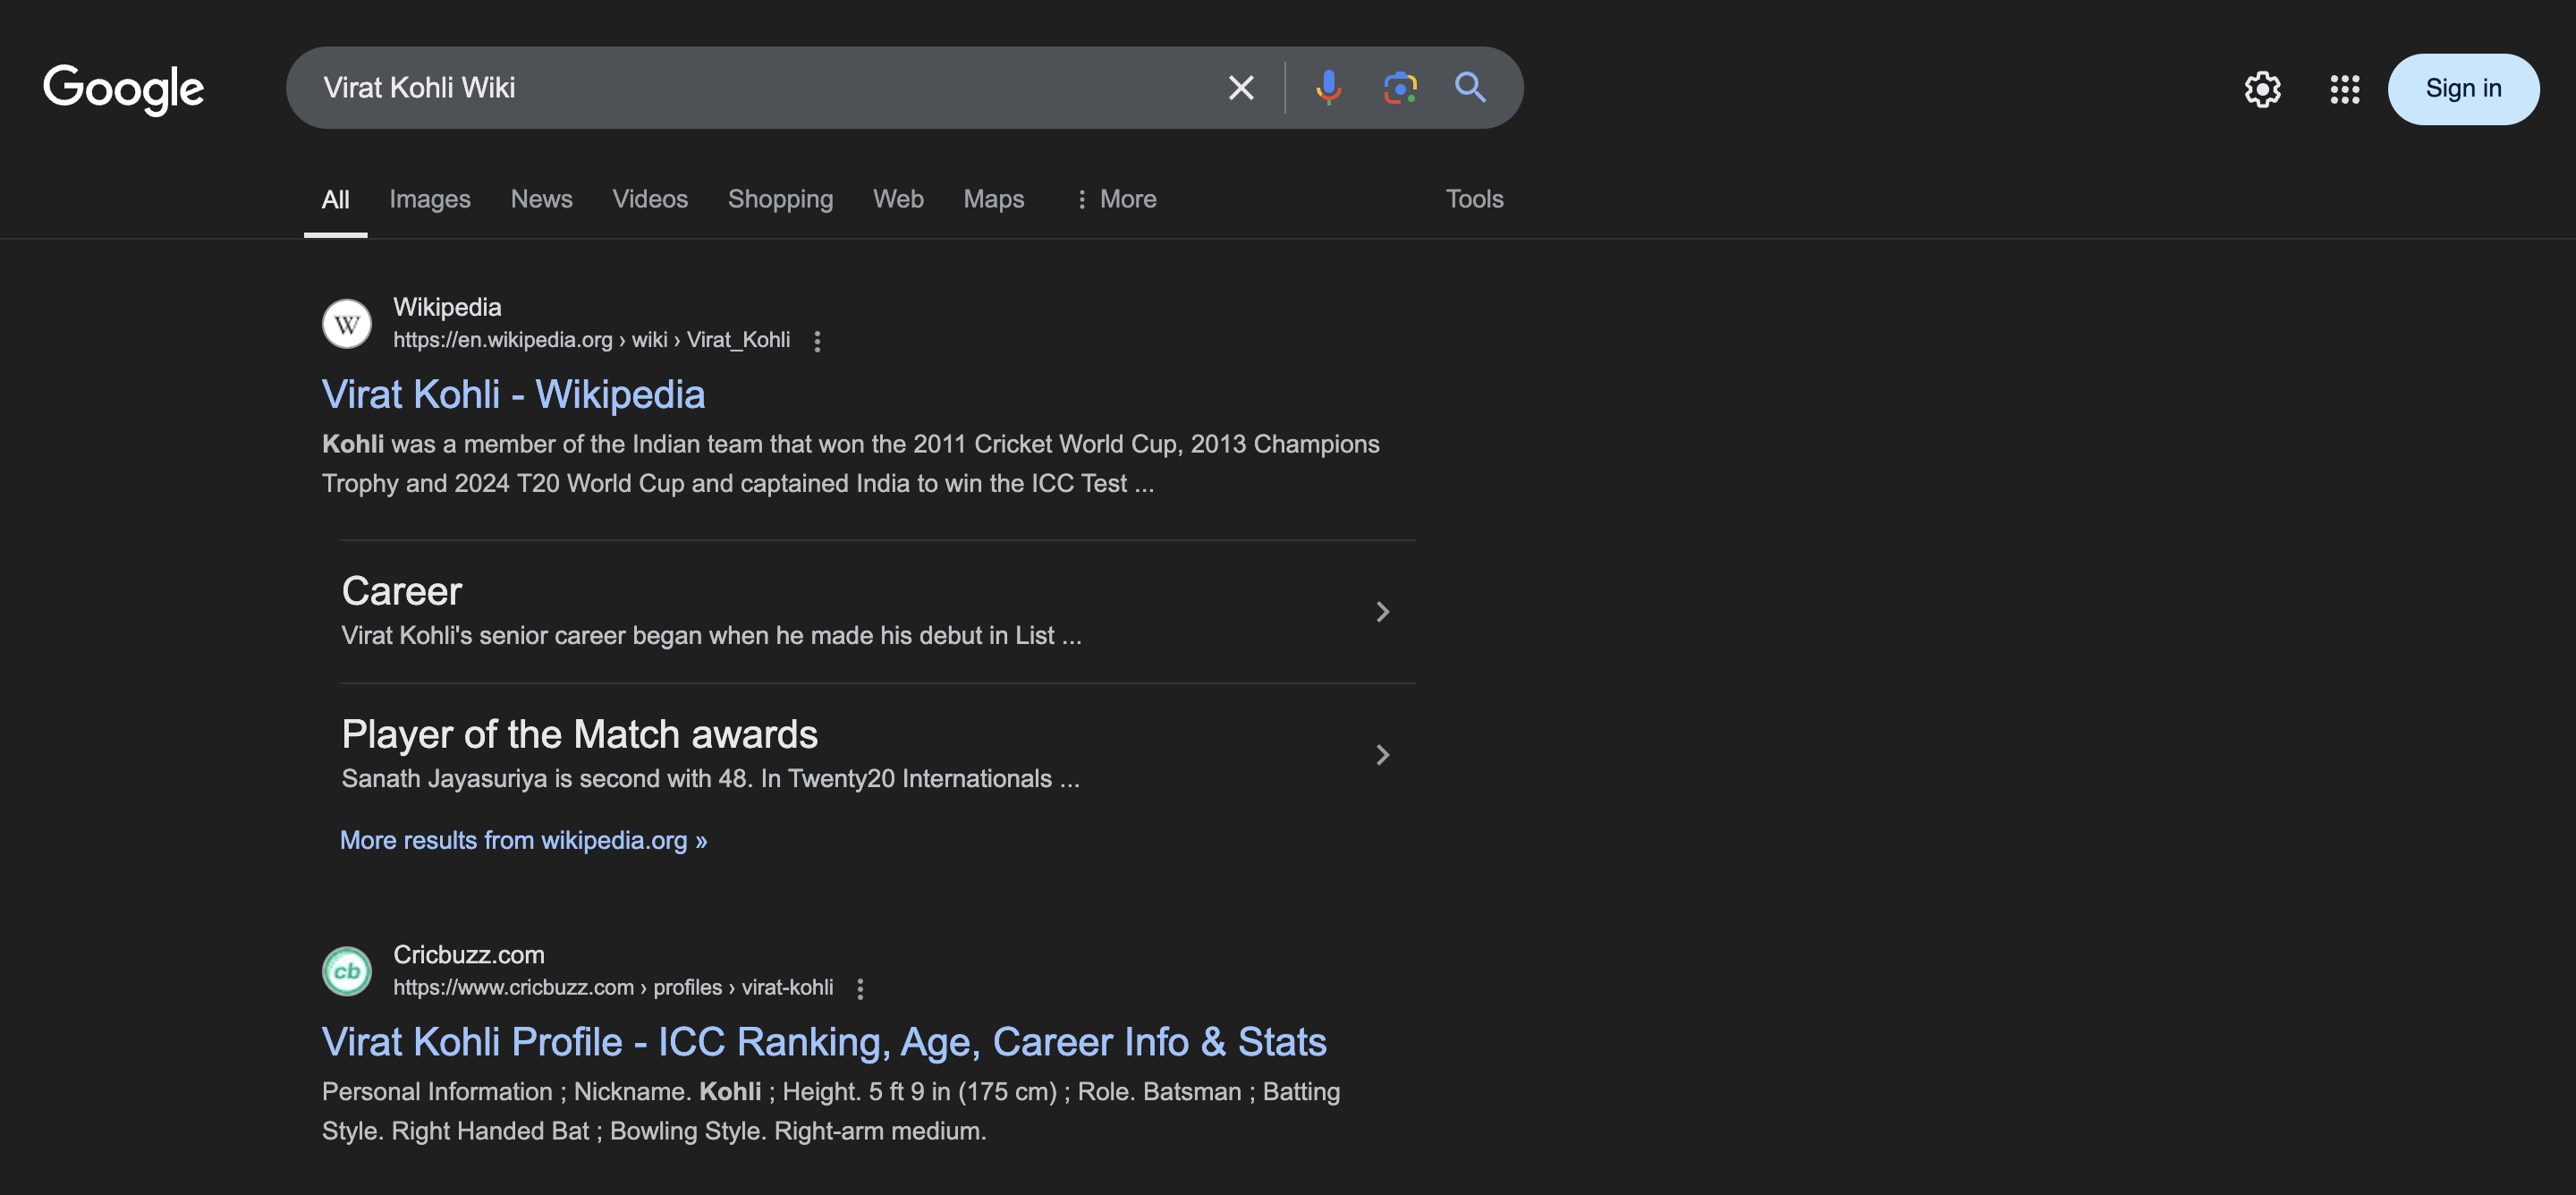 Google
Virat Kohli Wiki
Sign in
All Images News Videos Shopping Web Maps More Tools
W
Wikipedia
https://en.wikipedia.org › wiki › Virat_Kohli
Virat Kohli - Wikipedia
Kohli was a member of the Indian team that won the 2011 Cricket World Cup, 2013 Champions
Trophy and 2024 T20 World Cup and captained India to win the ICC Test ...
Career
Virat Kohli's senior career began when he made his debut in List ...
Player of the Match awards
Sanath Jayasuriya is second with 48. In Twenty20 Internationals ...
More results from wikipedia.org »
cb
Cricbuzz.com
https://www.cricbuzz.com › profiles › virat-kohli
Virat Kohli Profile - ICC Ranking, Age, Career Info & Stats
Personal Information ; Nickname. Kohli ; Height. 5 ft 9 in (175 cm) ; Role. Batsman ; Batting
Style. Right Handed Bat ; Bowling Style. Right-arm medium.